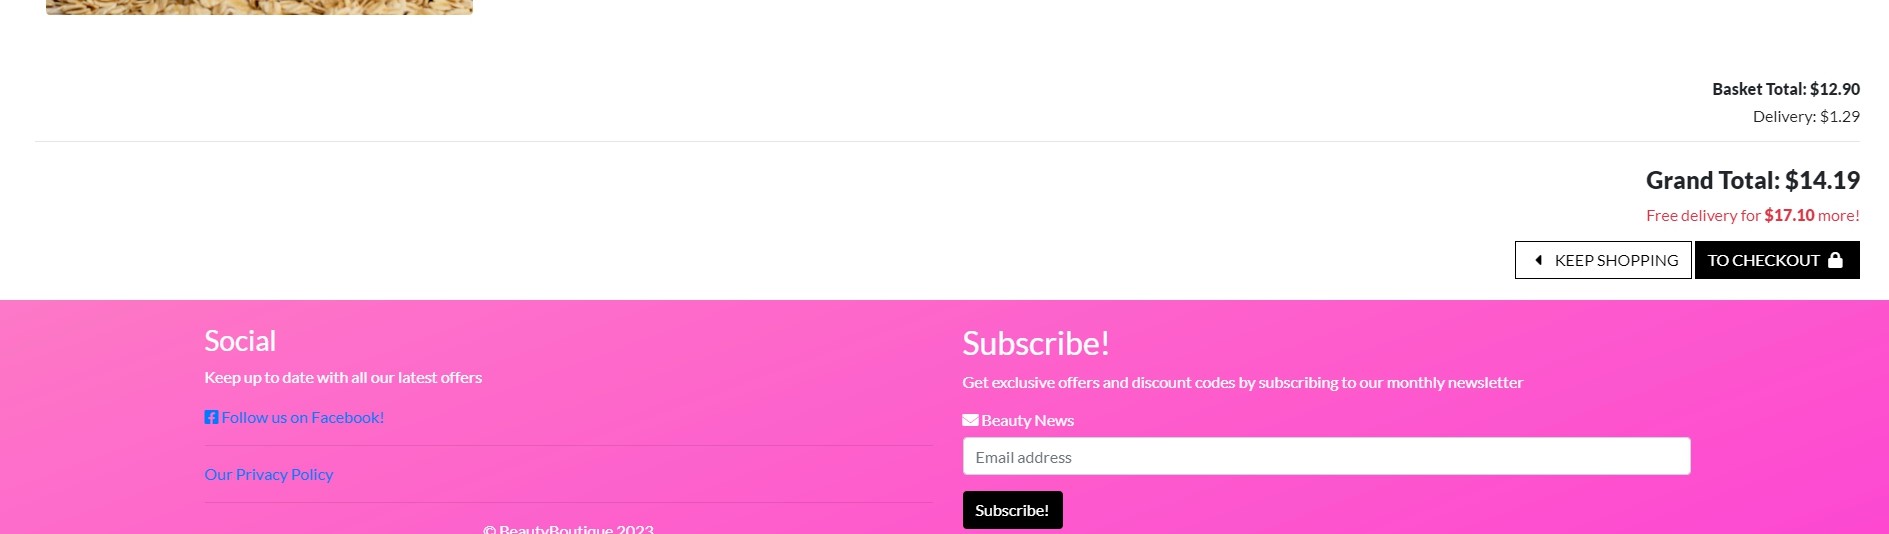 Basket Total: $12.90
Delivery: $1.29
Grand Total: $14.19
Free delivery for $17.10 more!
KEEP SHOPPING
TO CHECKOUT
Social
Keep up to date with all our latest offers
Follow us on Facebook!
Our Privacy Policy
© BeautyBoutique 2023
Subscribe!
Get exclusive offers and discount codes by subscribing to our monthly newsletter
Beauty News
Email address
Subscribe!